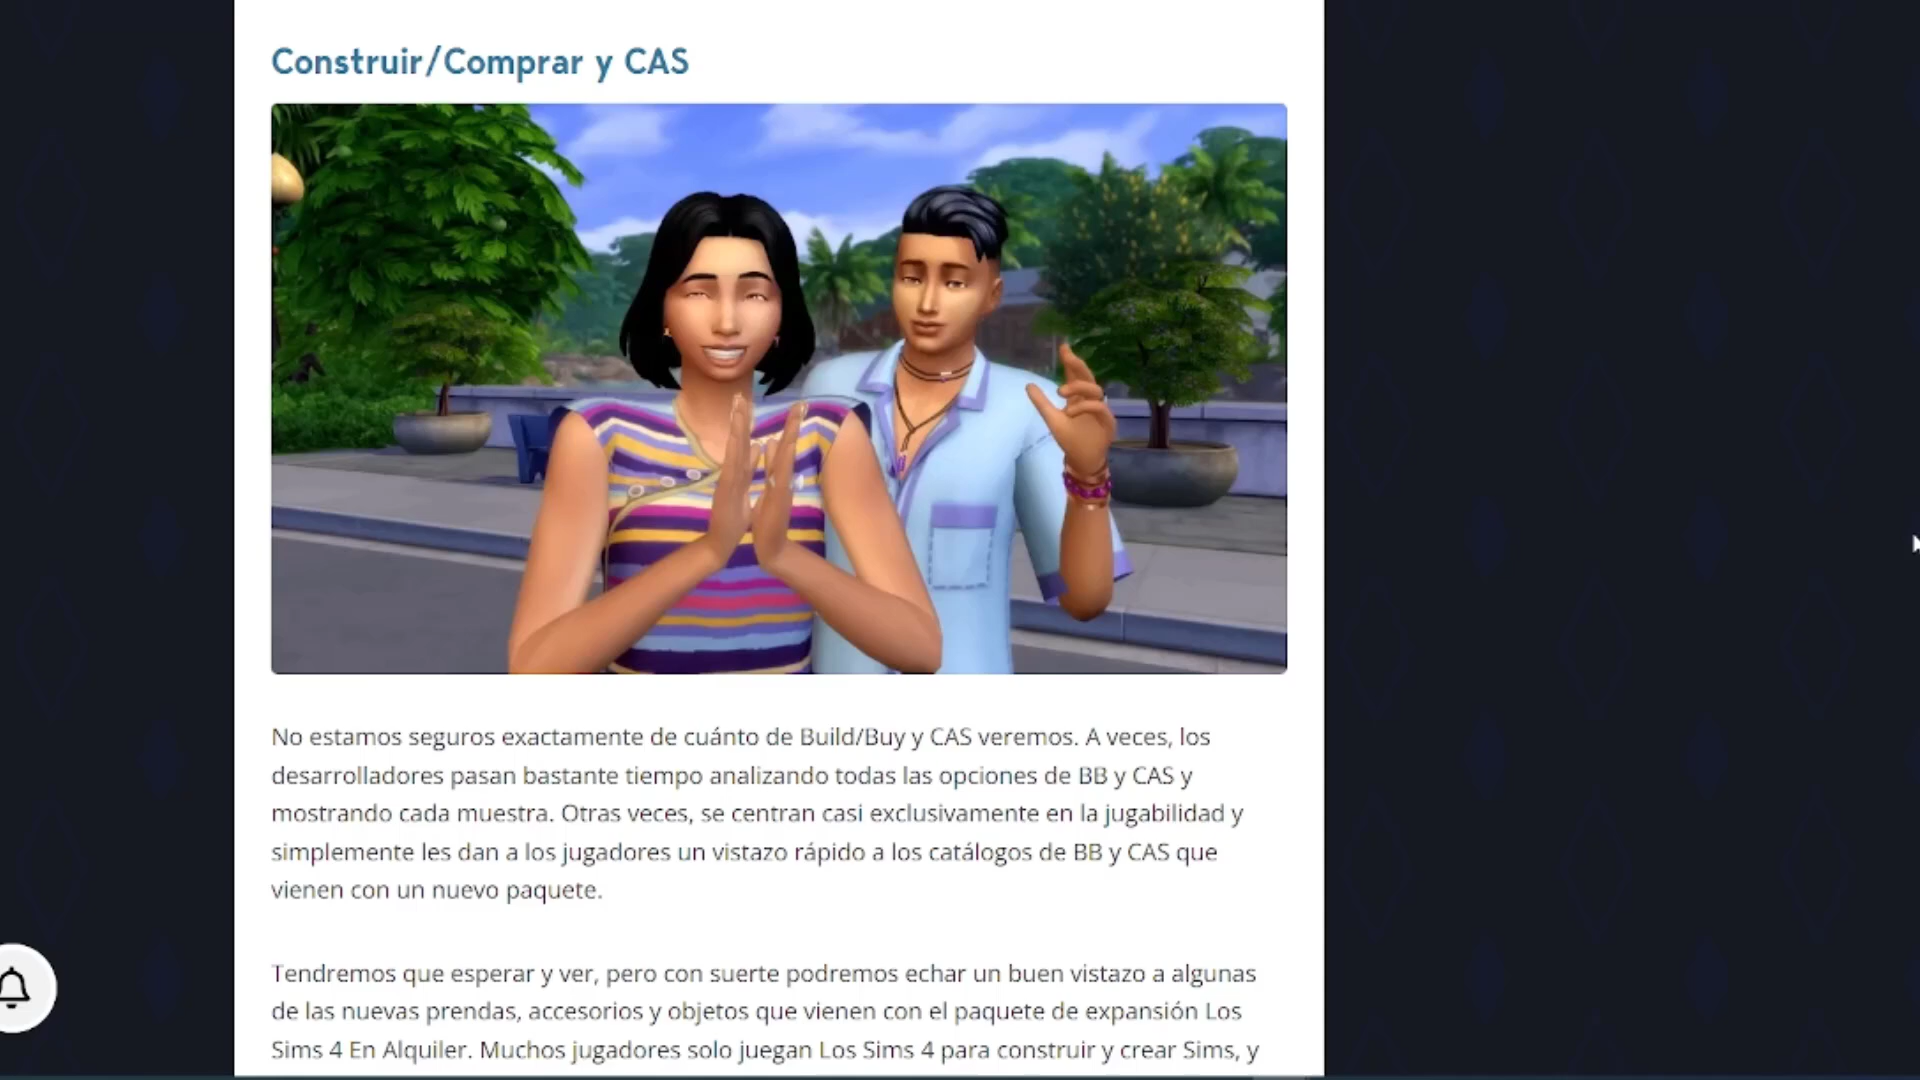 Construir/Comprar y CAS
No estamos seguros exactamente de cuánto de Build/Buy y CAS veremos. A veces, los
desarrolladores pasan bastante tiempo analizando todas las opciones de BB y CAS y
mostrando cada muestra. Otras veces, se centran casi exclusivamente en la jugabilidad y
simplemente les dan a los jugadores un vistazo rápido a los catálogos de BB y CAS que
vienen con un nuevo paquete.
Tendremos que esperar y ver, pero con suerte podremos echar un buen vistazo a algunas
de las nuevas prendas, accesorios y objetos que vienen con el paquete de expansión Los
Sims 4 En Alquiler. Muchos jugadores solo juegan Los Sims 4 para construir y crear Sims, y